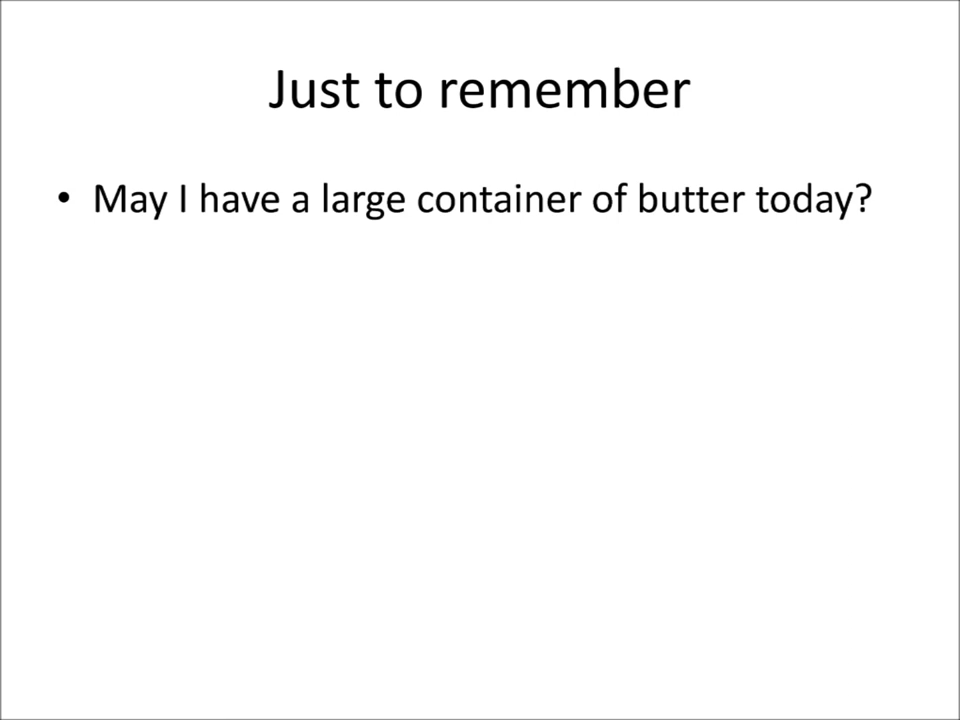 Just to remember
• May I have a large container of butter today?